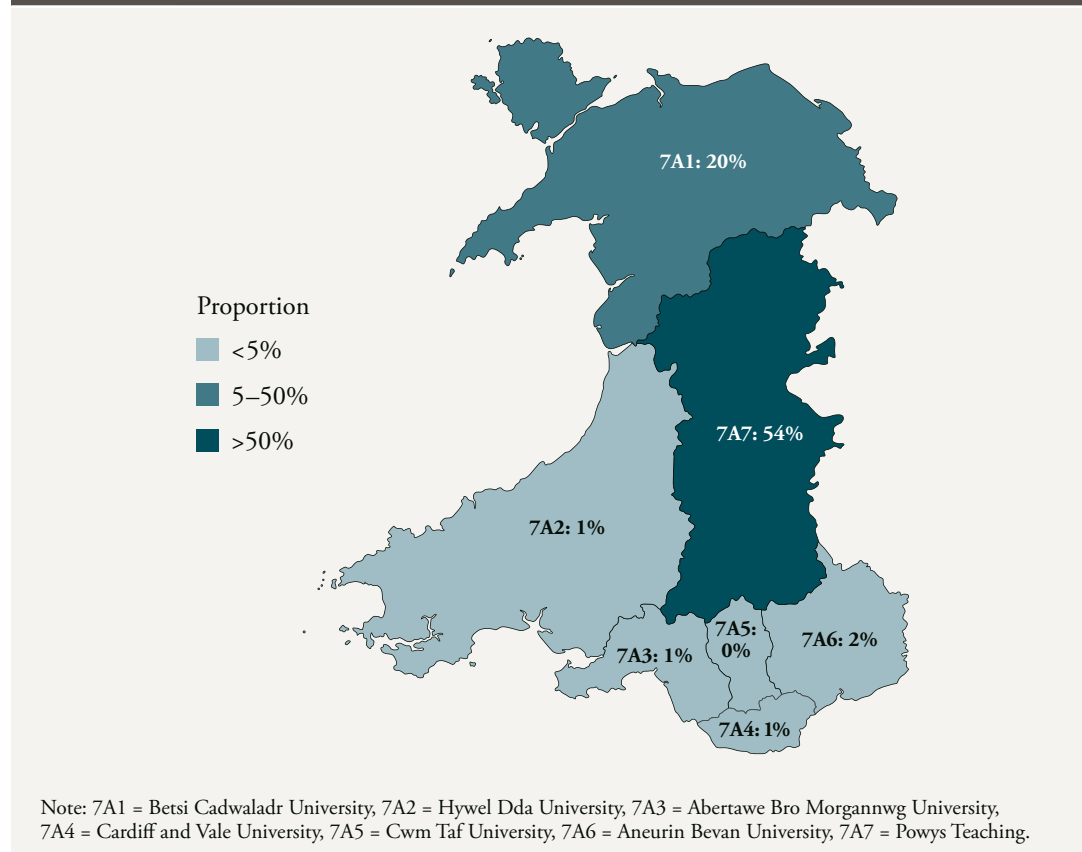 7A1: 20%
Proportion
<5%
5–50%
>50%
7A7: 54%
7A2: 1%
7A5:
0%
7A6: 2%
7A3: 1%
7A4: 1%
Note: 7A1 = Betsi Cadwaladr University, 7A2 = Hywel Dda University, 7A3 = Abertawe Bro Morgannwg University,
7A4 = Cardiff and Vale University, 7A5 = Cwm Taf University, 7A6 = Aneurin Bevan University, 7A7 = Powys Teaching.